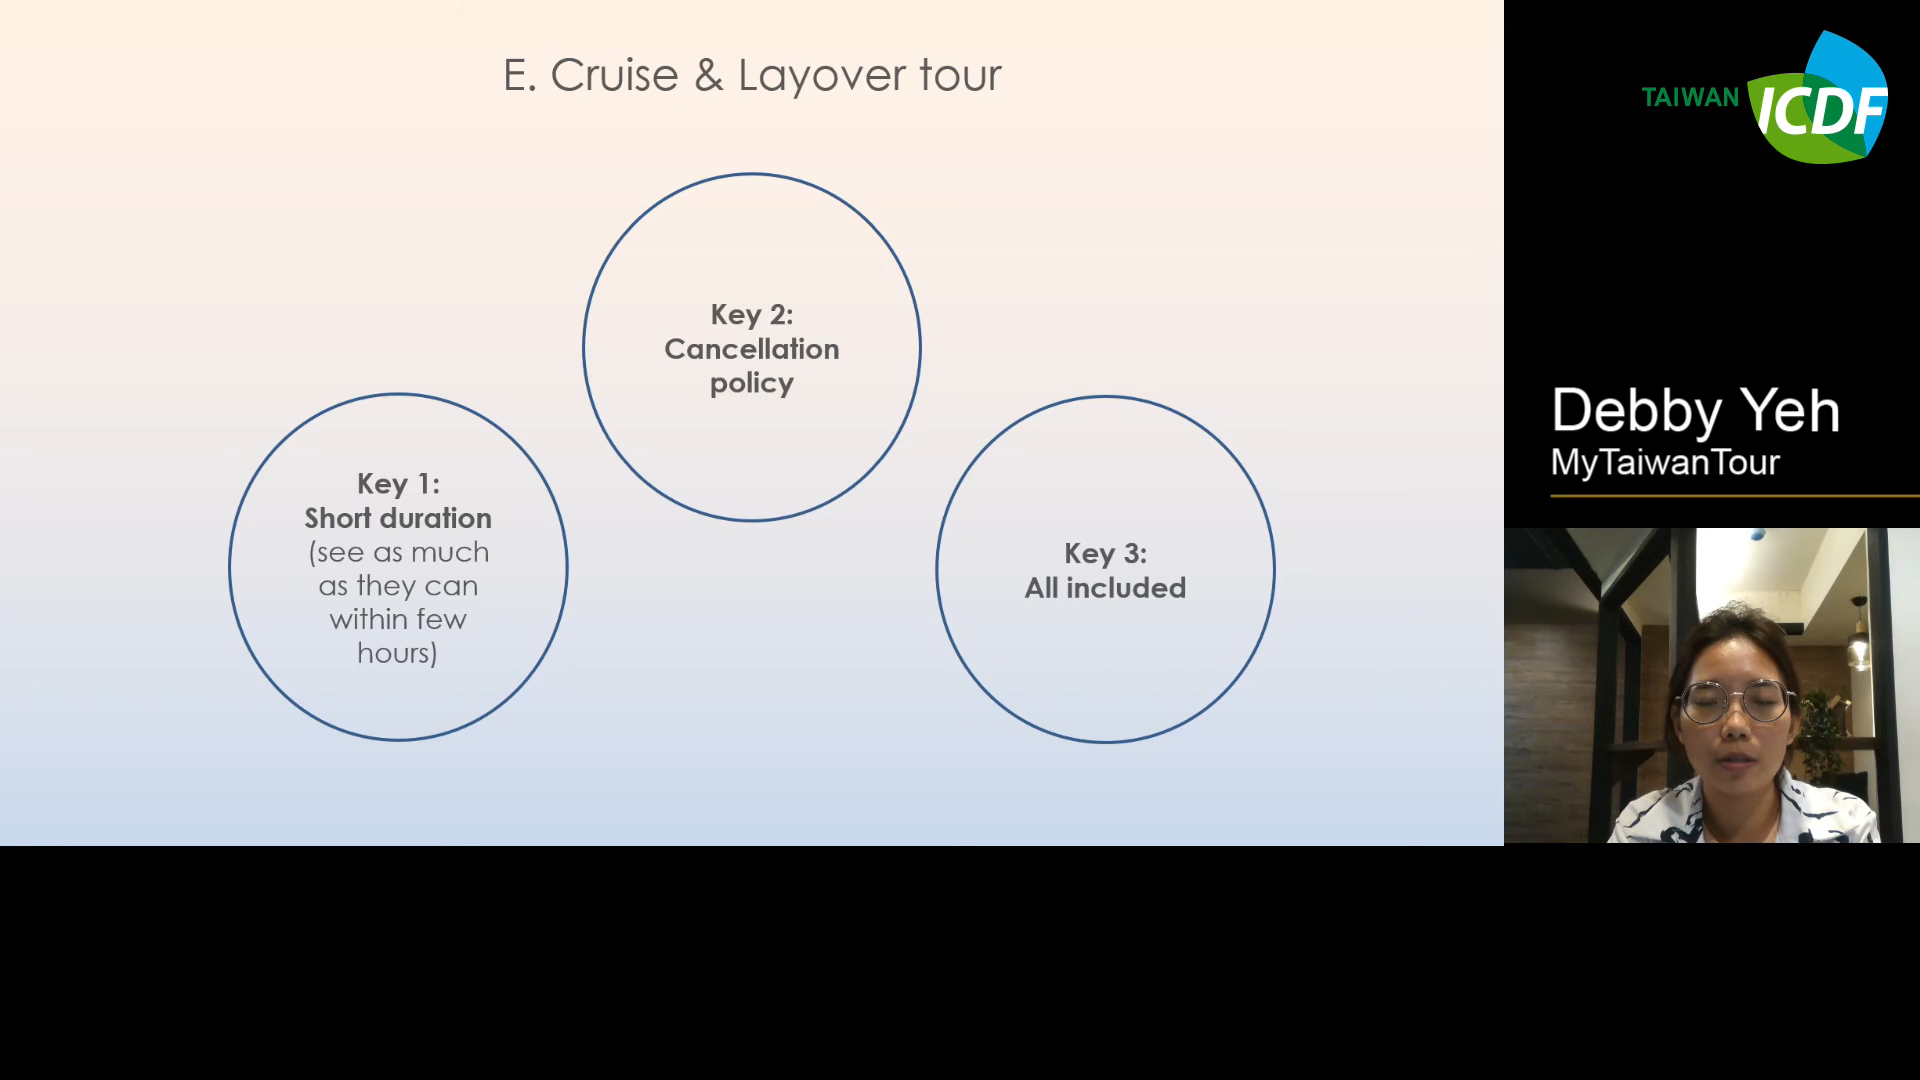 E. Cruise & Layover tour
Key 1:
Short duration
(see as much
as they can
within few
hours)
Key 2:
Cancellation
policy
Key 3:
All included
TAIWAN ICDF
Debby Yeh
MyTaiwanTour